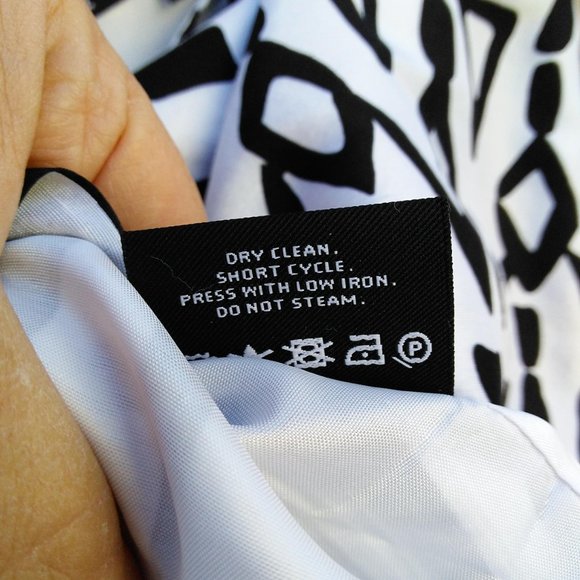 DRY CLEAN.
SHORT CYCLE.
PRESS WITH LOW IRON.
DO NOT STEAM.
P